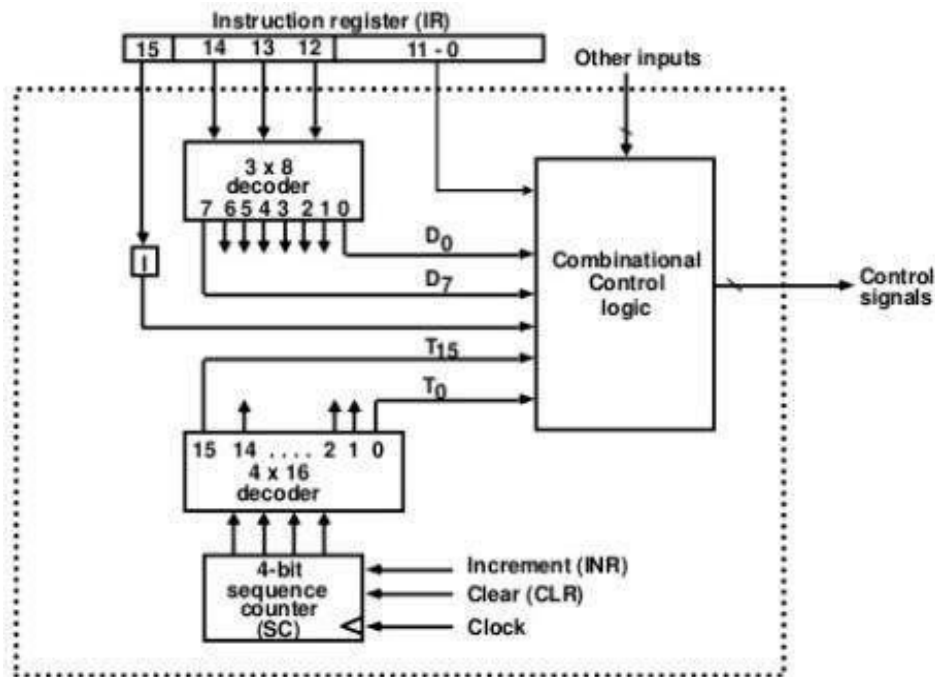 Instruction register (IR)
15 14 13 12 11 - 0
Other inputs
3 x 8
decoder
7 6 5 4 3 2 1 0
D0
I
D7
Combinational
Control
logic
Control
signals
T15
T0
15 14 .... 2 1 0
4 x 16
decoder
4-bit
sequence
counter
(SC)
Increment (INR)
Clear (CLR)
Clock